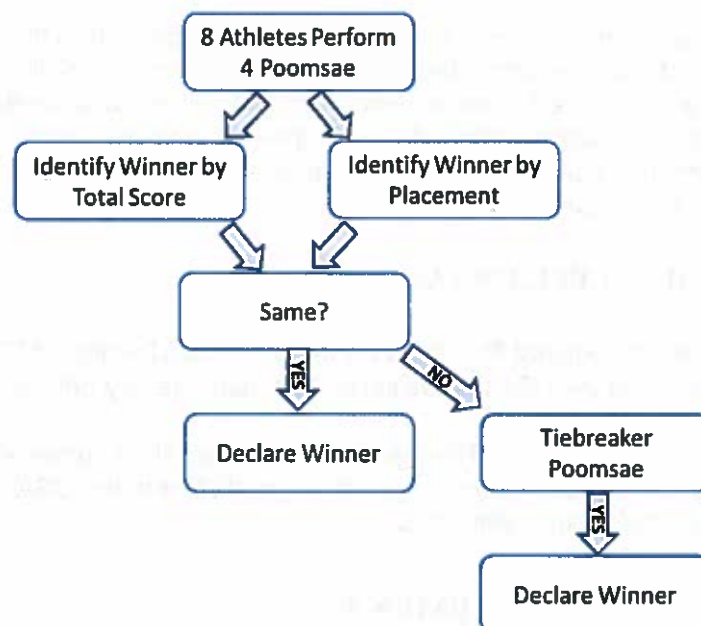 8 Athletes Perform
4 Poomsae
Identify Winner by
Total Score
Identify Winner by
Placement
Same?
YES
NO
Declare Winner
Tiebreaker
Poomsae
YES
Declare Winner